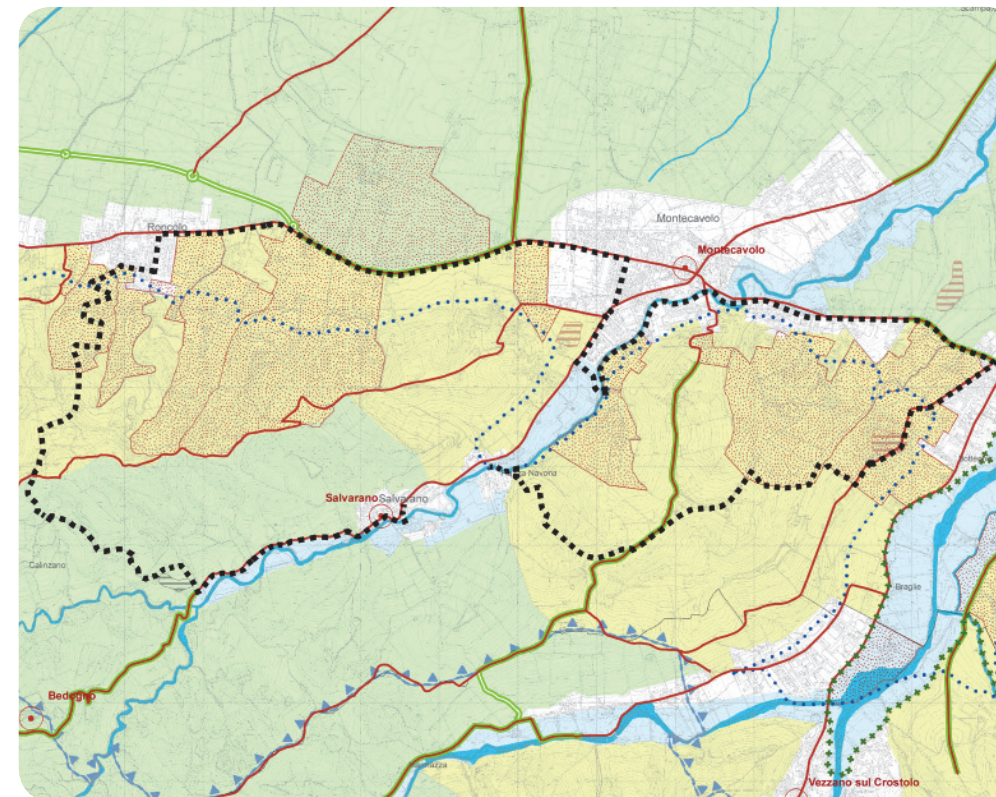 Roncolo
Montecavolo
Montecavolo
Salvarano
Salvarano
Calinzano
Braglie
Bedogno
Vezzano sul Crostolo